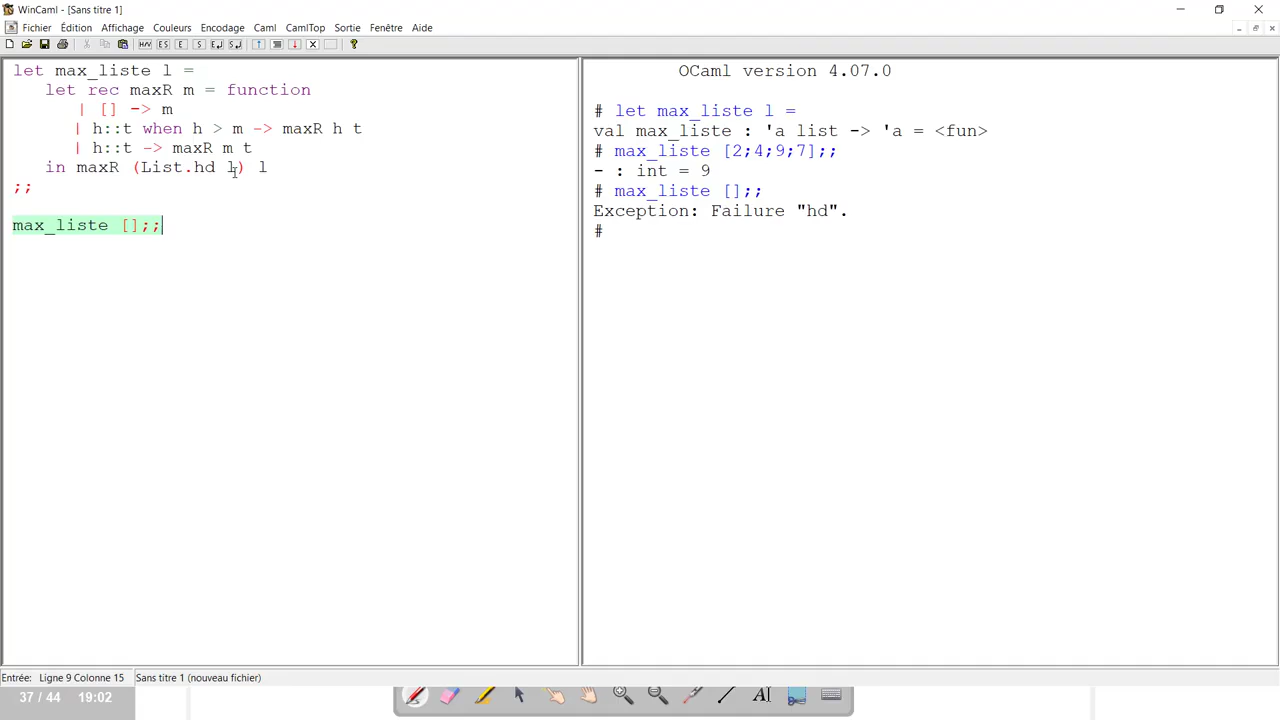 WinCaml - [Sans titre 1]
Fichier Édition Affichage Couleurs Encodage Caml CamlTop Sortie Fenêtre Aide
let max_liste l =
let rec maxR m = function
| [] -> m
| h::t when h > m -> maxR h t
| h::t -> maxR m t
in maxR (List.hd l) l
;;
max_liste [];;
OCaml version 4.07.0
# let max_liste l =
val max_liste : 'a list -> 'a = <fun>
# max_liste [2;4;9;7];;
- : int = 9
# max_liste [];;
Exception: Failure "hd".
#
Entrée: Ligne 9 Colonne 15 Sans titre 1 (nouveau fichier)
37 / 44 19:02